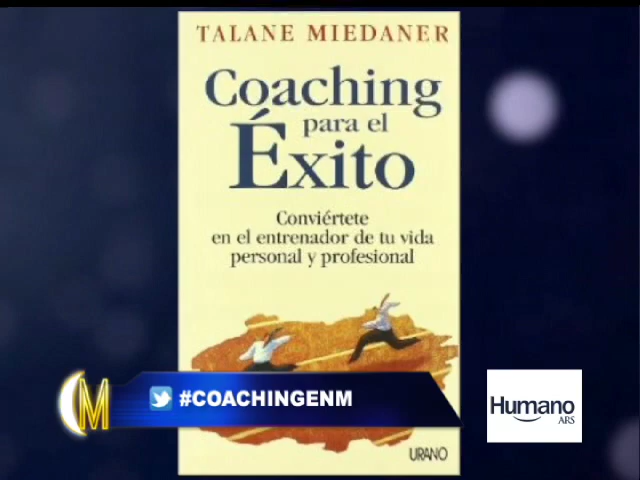 TALANE MIEDANER
Coaching
para el
Éxito
Conviértete
en el entrenador de tu vida
personal y profesional
M
#COACHINGENM
Humano
ARS
URANO